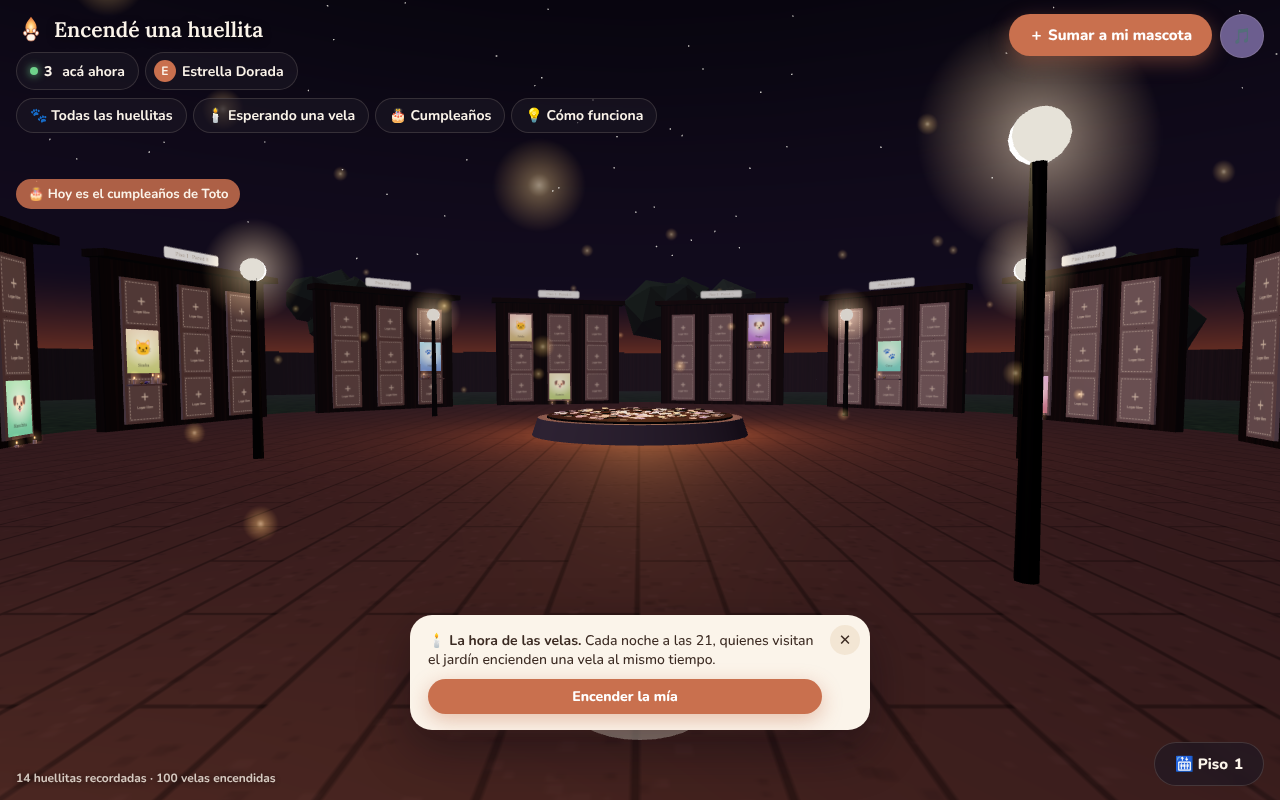 Encendé una huellita
+ Sumar a mi mascota
3 acá ahora
E Estrella Dorada
Todas las huellitas
Esperando una vela
Cumpleaños
Cómo funciona
Hoy es el cumpleaños de Toto
La hora de las velas. Cada noche a las 21, quienes visitan
el jardín encienden una vela al mismo tiempo.
Encender la mía
14 huellitas recordadas · 100 velas encendidas
Piso 1